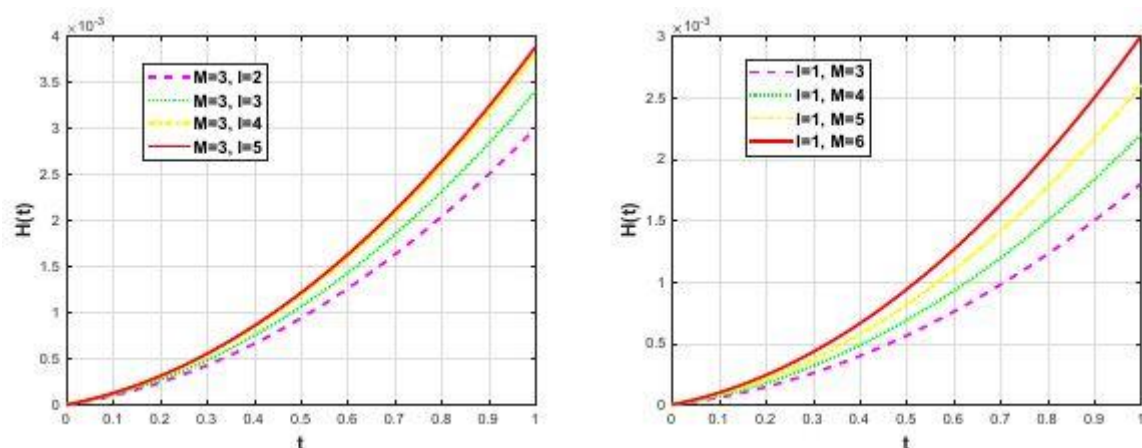 ×10⁻³
4
3.5
3
2.5
2
1.5
1
0.5
0
H(t)
M=3, I=2
M=3, I=3
M=3, I=4
M=3, I=5
0 0.1 0.2 0.3 0.4 0.5 0.6 0.7 0.8 0.9 1
t
×10⁻³
3
2.5
2
1.5
1
0.5
0
H(t)
I=1, M=3
I=1, M=4
I=1, M=5
I=1, M=6
0 0.1 0.2 0.3 0.4 0.5 0.6 0.7 0.8 0.9 1
t